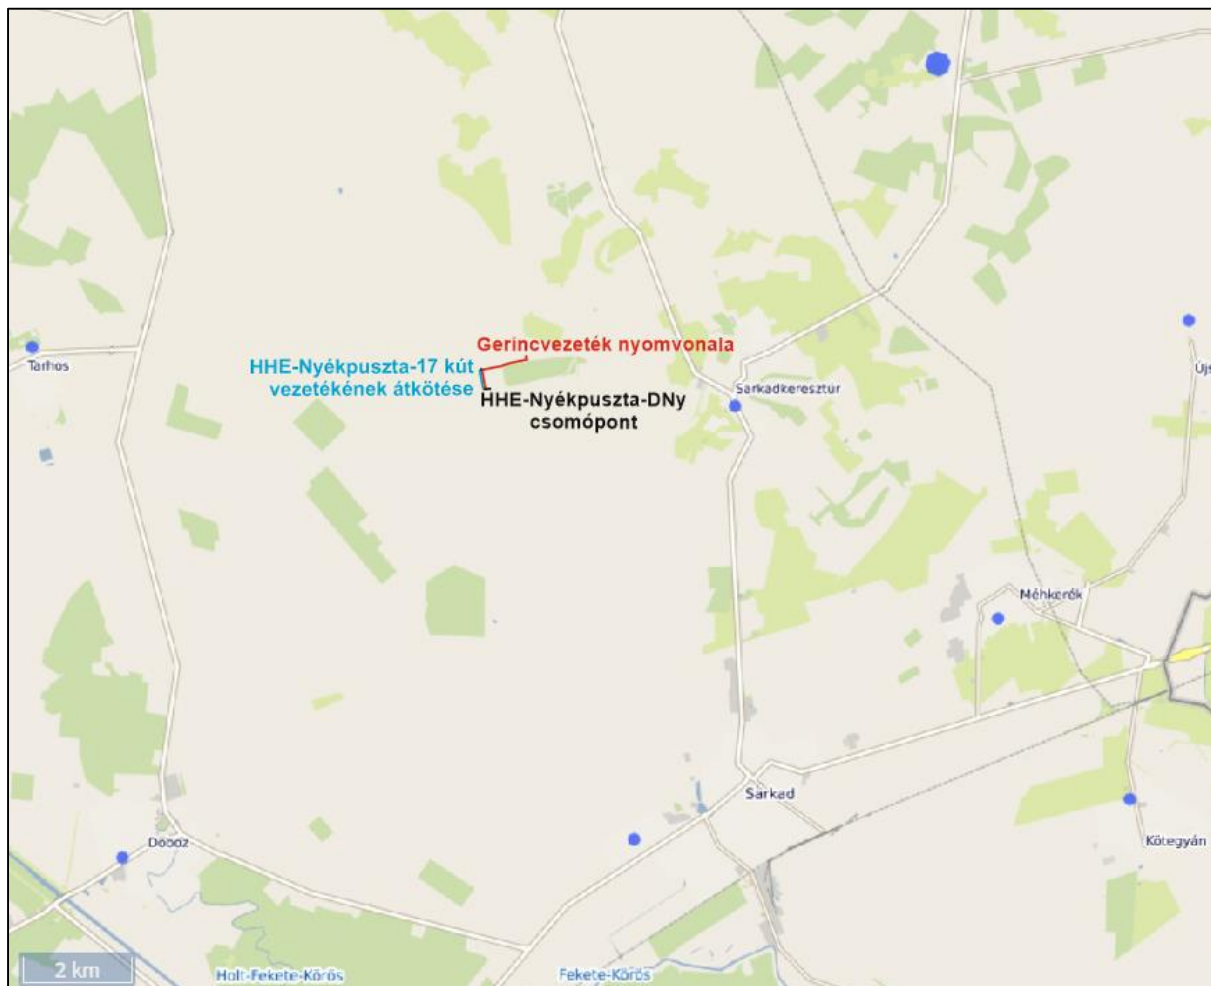 Gerincvezeték nyomvonala
HHE-Nyékpuszta-17 kút
vezetékének átkötése
HHE-Nyékpuszta-DNy
csomópont
Tarhos
Sarkadkeresztúr
Újs
Méhkerék
Sarkad
Doboz
Kötegyán
2 km
Holt-Fekete-Körös
Fekete-Körös